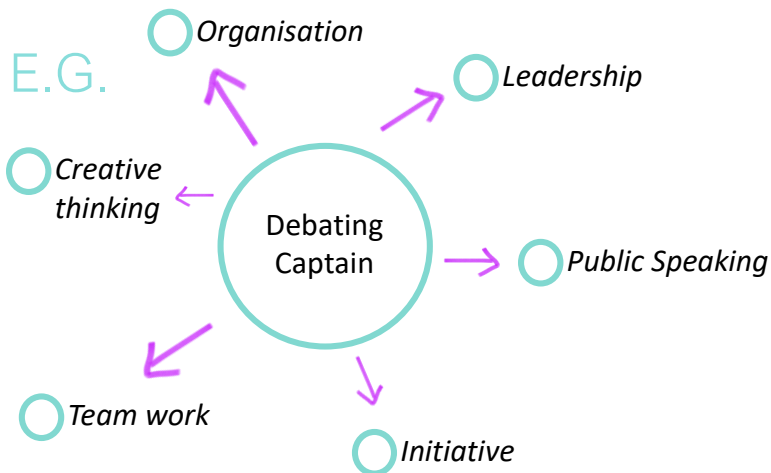 Organisation
E.G.
Leadership
Creative
thinking
Debating
Captain
Public Speaking
Team work
Initiative